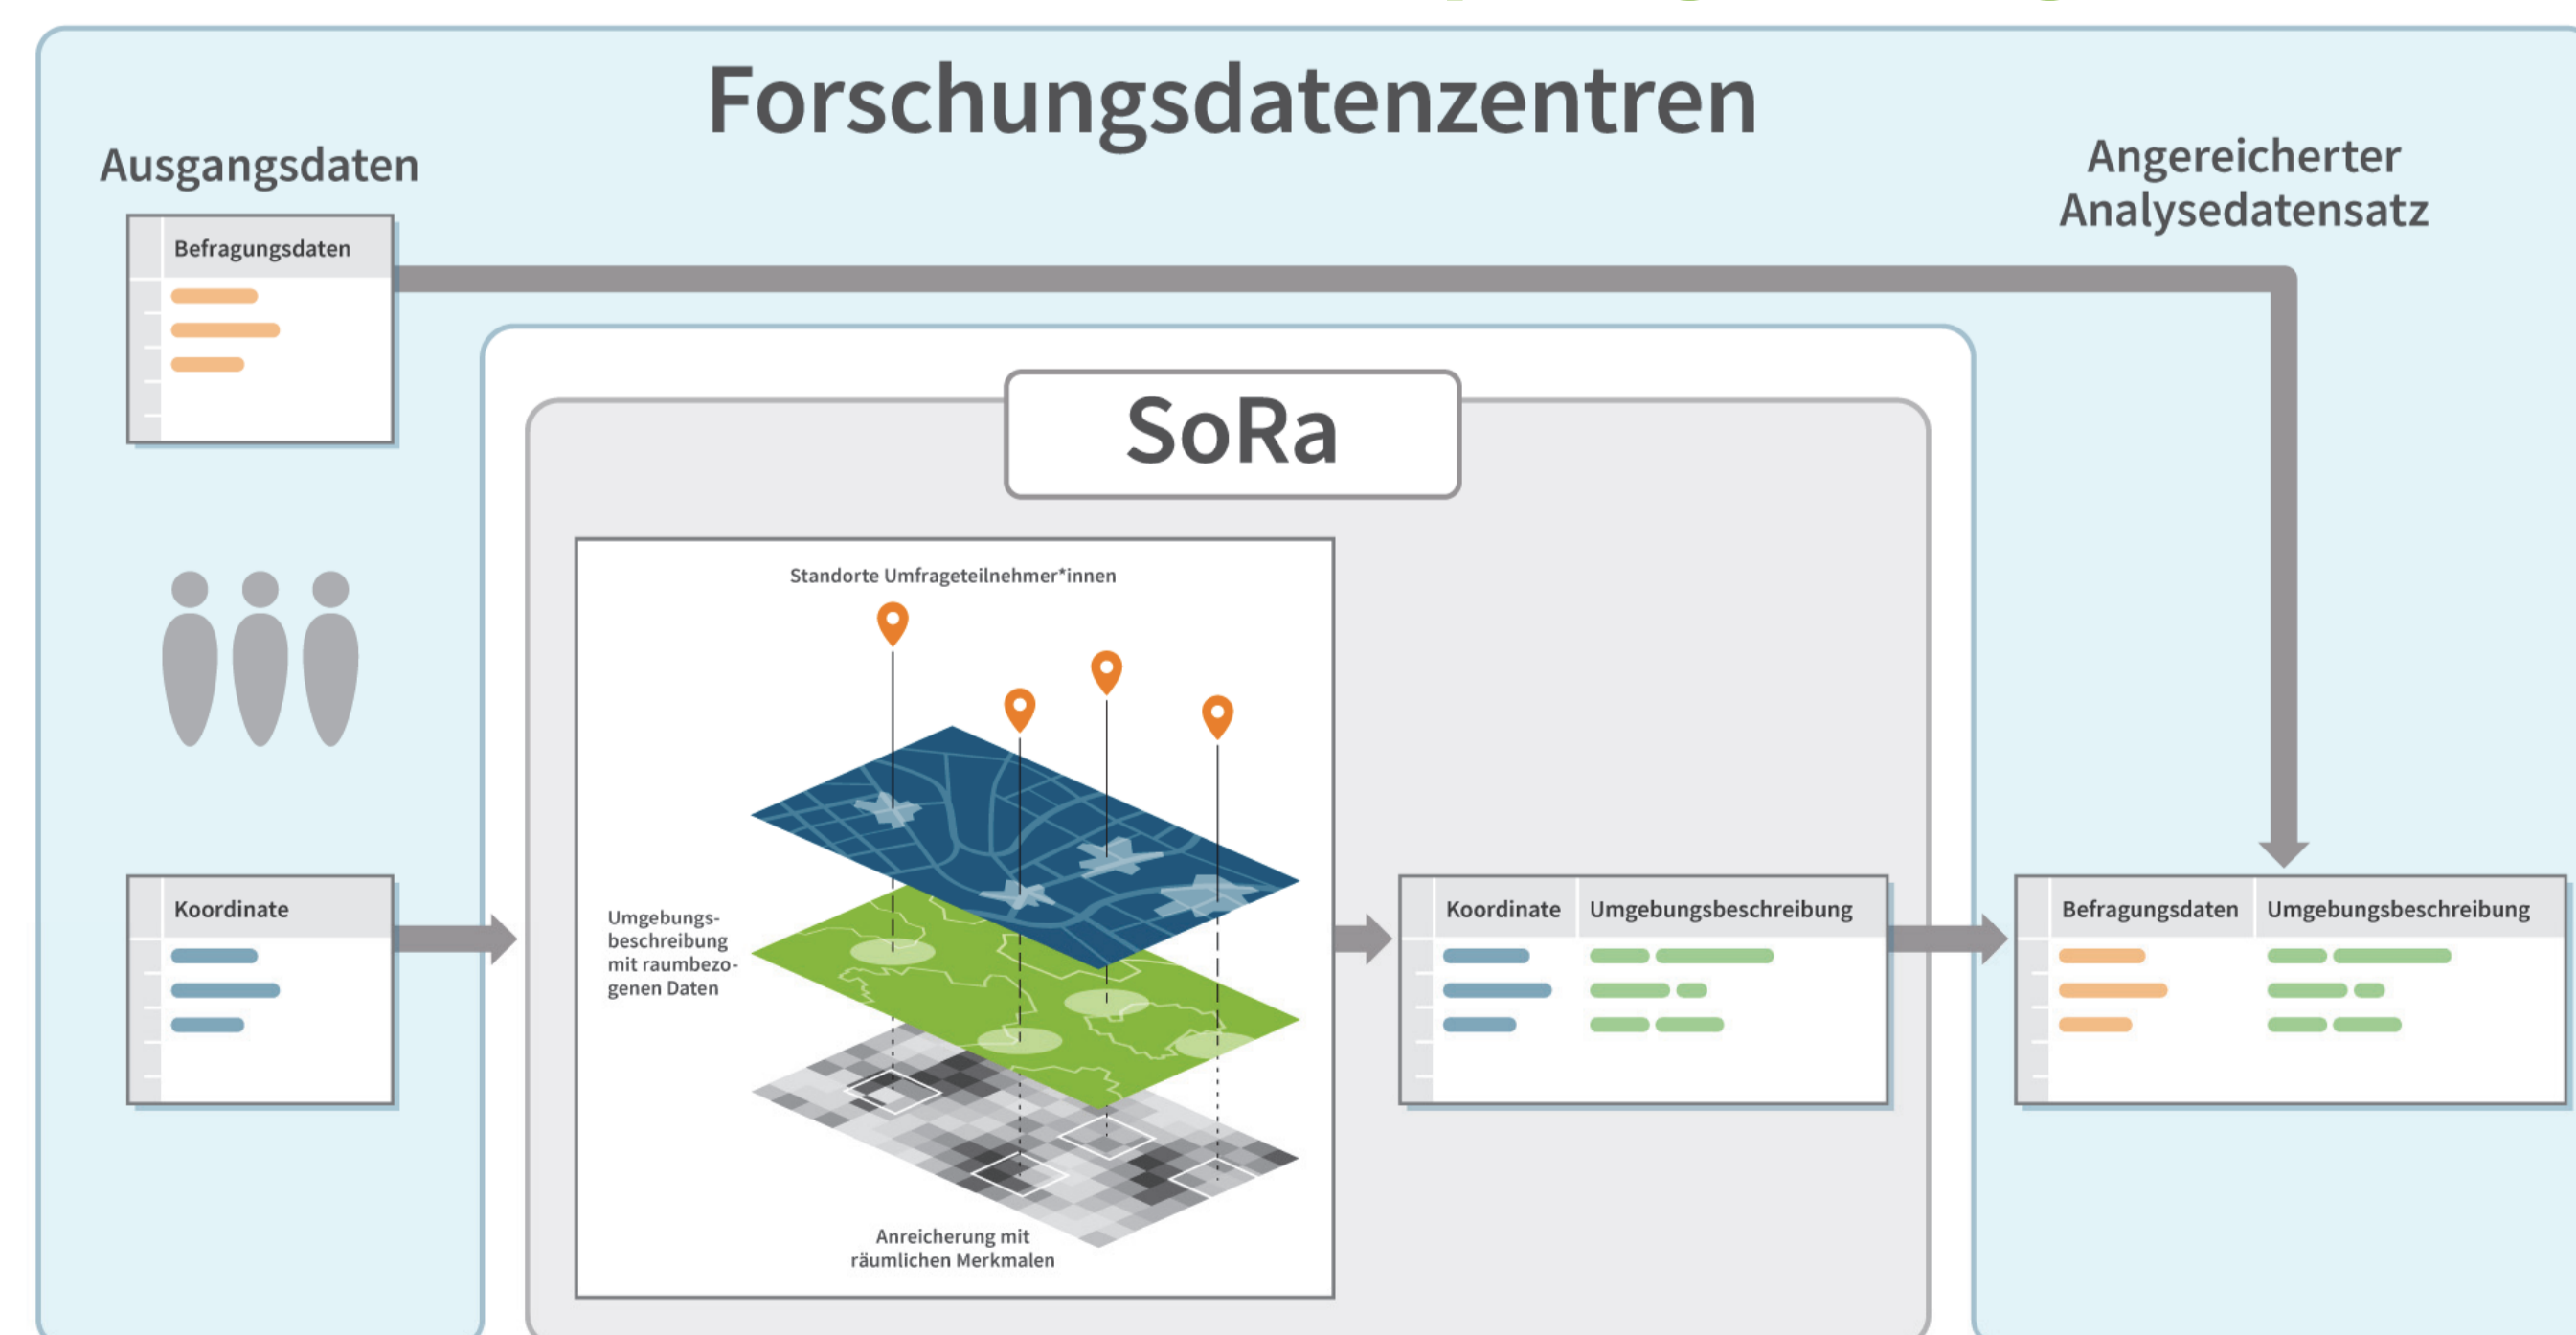 Forschungsdatenzentren
Ausgangsdaten
Angereicherter
Analysedatensatz
Befragungsdaten
SoRa
Standorte Umfrageteilnehmer*innen
Koordinate
Umgebungs-
beschreibung
mit raumbezo-
genen Daten
Koordinate Umgebungsbeschreibung
Befragungsdaten Umgebungsbeschreibung
Anreicherung mit
räumlichen Merkmalen